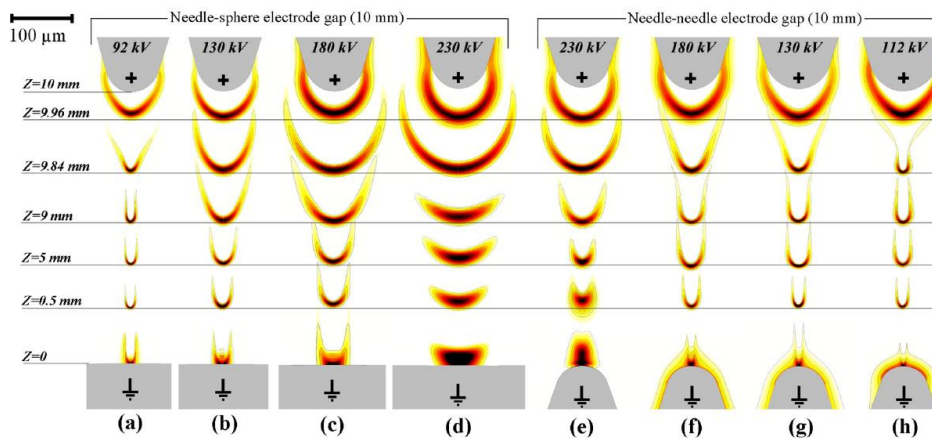 Needle-sphere electrode gap (10 mm)
Needle-needle electrode gap (10 mm)
100 µm
92 kV 130 kV 180 kV 230 kV 230 kV 180 kV 130 kV 112 kV
+ + + + + + + +
Z=10 mm
Z=9.96 mm
Z=9.84 mm
Z=9 mm
Z=5 mm
Z=0.5 mm
Z=0
(a) (b) (c) (d) (e) (f) (g) (h)